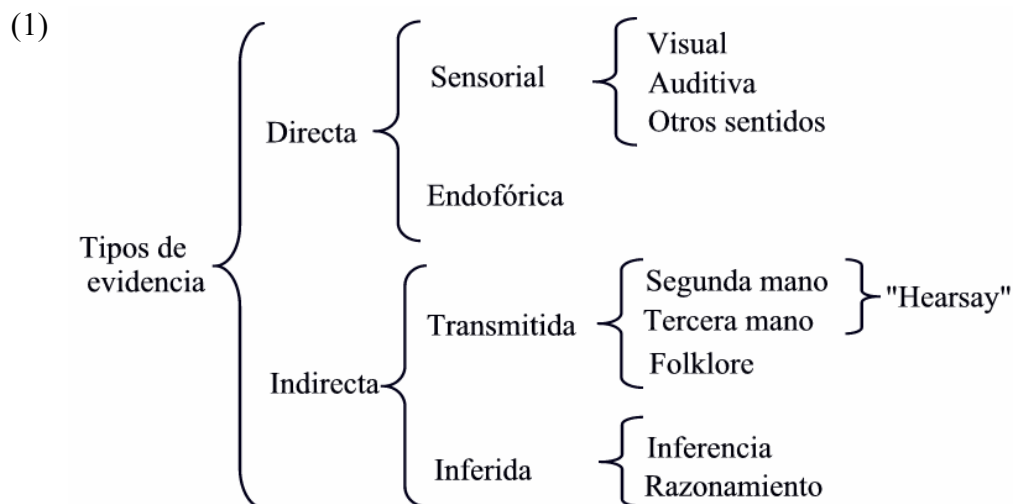 (1)
Tipos de
evidencia
Directa
Sensorial
Visual
Auditiva
Otros sentidos
Endofórica
Indirecta
Transmitida
Segunda mano
Tercera mano
"Hearsay"
Folklore
Inferida
Inferencia
Razonamiento